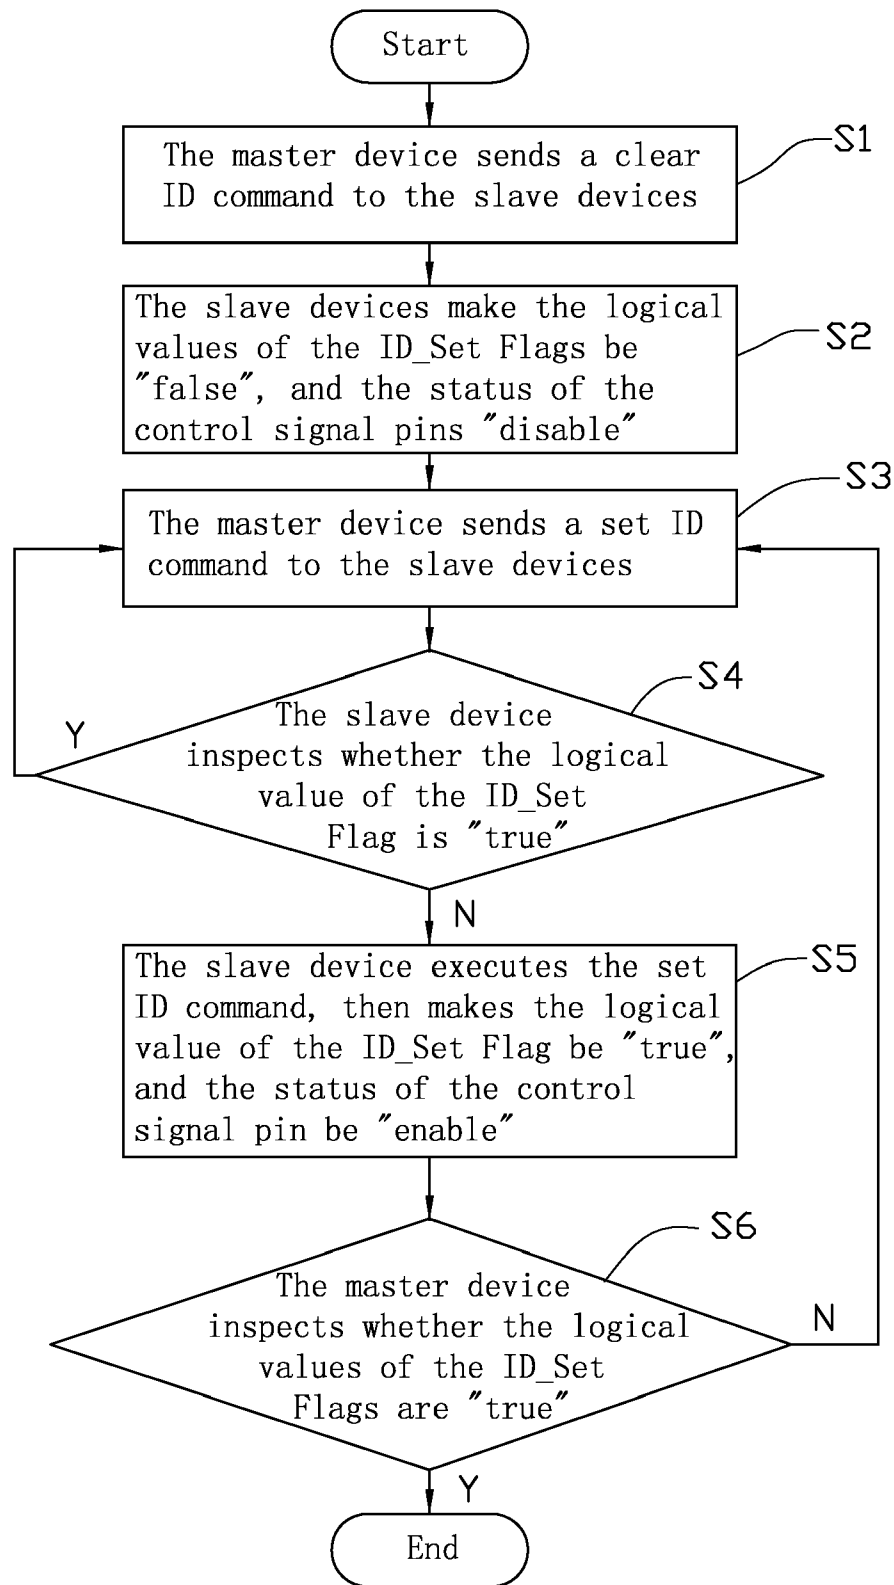 Start
S1
The master device sends a clear
ID command to the slave devices
The slave devices make the logical
values of the ID_Set Flags be
"false", and the status of the
control signal pins "disable"
S2
S3
The master device sends a set ID
command to the slave devices
S4
The slave device
inspects whether the logical
value of the ID_Set
Flag is "true"
Y
N
The slave device executes the set
ID command, then makes the logical
value of the ID_Set Flag be "true",
and the status of the control
signal pin be "enable"
S5
S6
The master device
inspects whether the logical
values of the ID_Set
Flags are "true"
N
Y
End